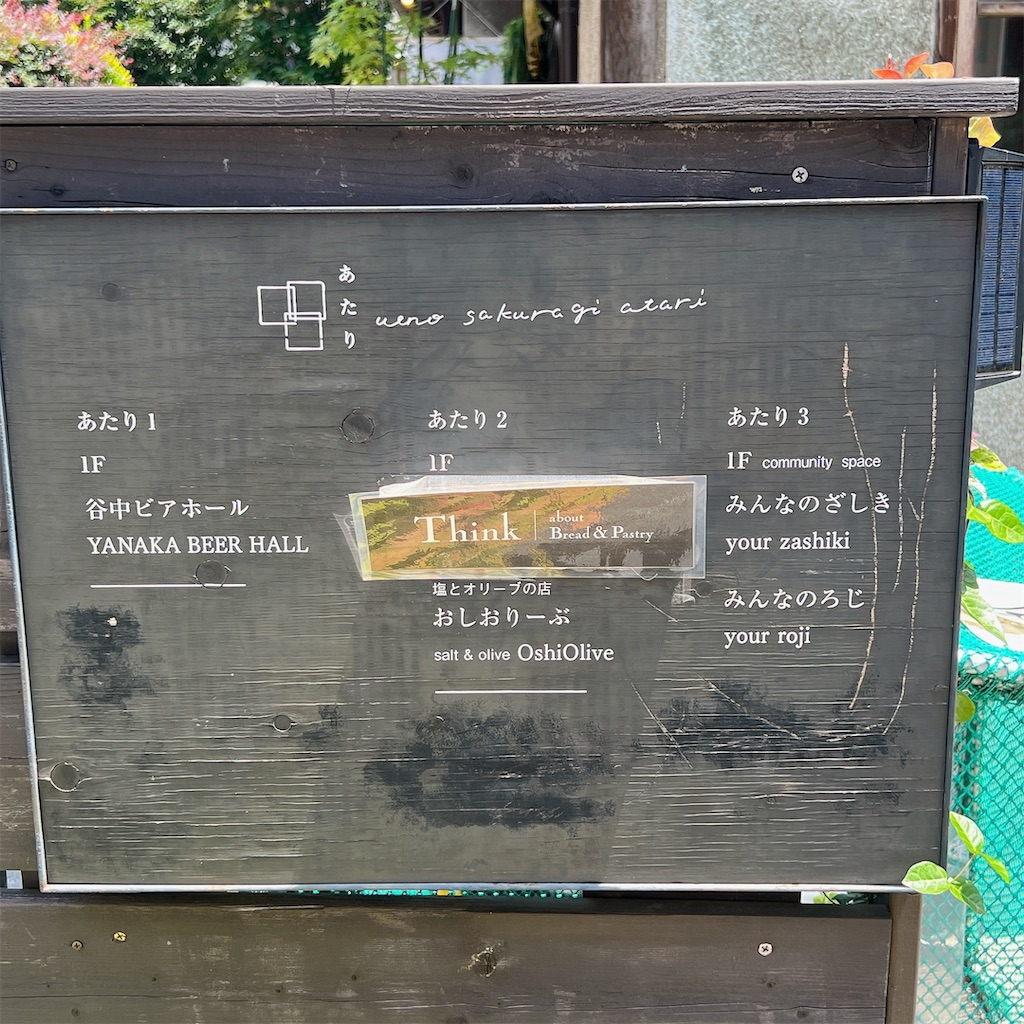 あたり
ueno sakuragi atari
あたり 1
1F
谷中ビアホール
YANAKA BEER HALL
あたり 2
1F
Think
about
Bread & Pastry
塩とオリーブの店
おしおりーぶ
salt & olive OshiOlive
あたり 3
1F community space
みんなのざしき
your zashiki
みんなのろじ
your roji